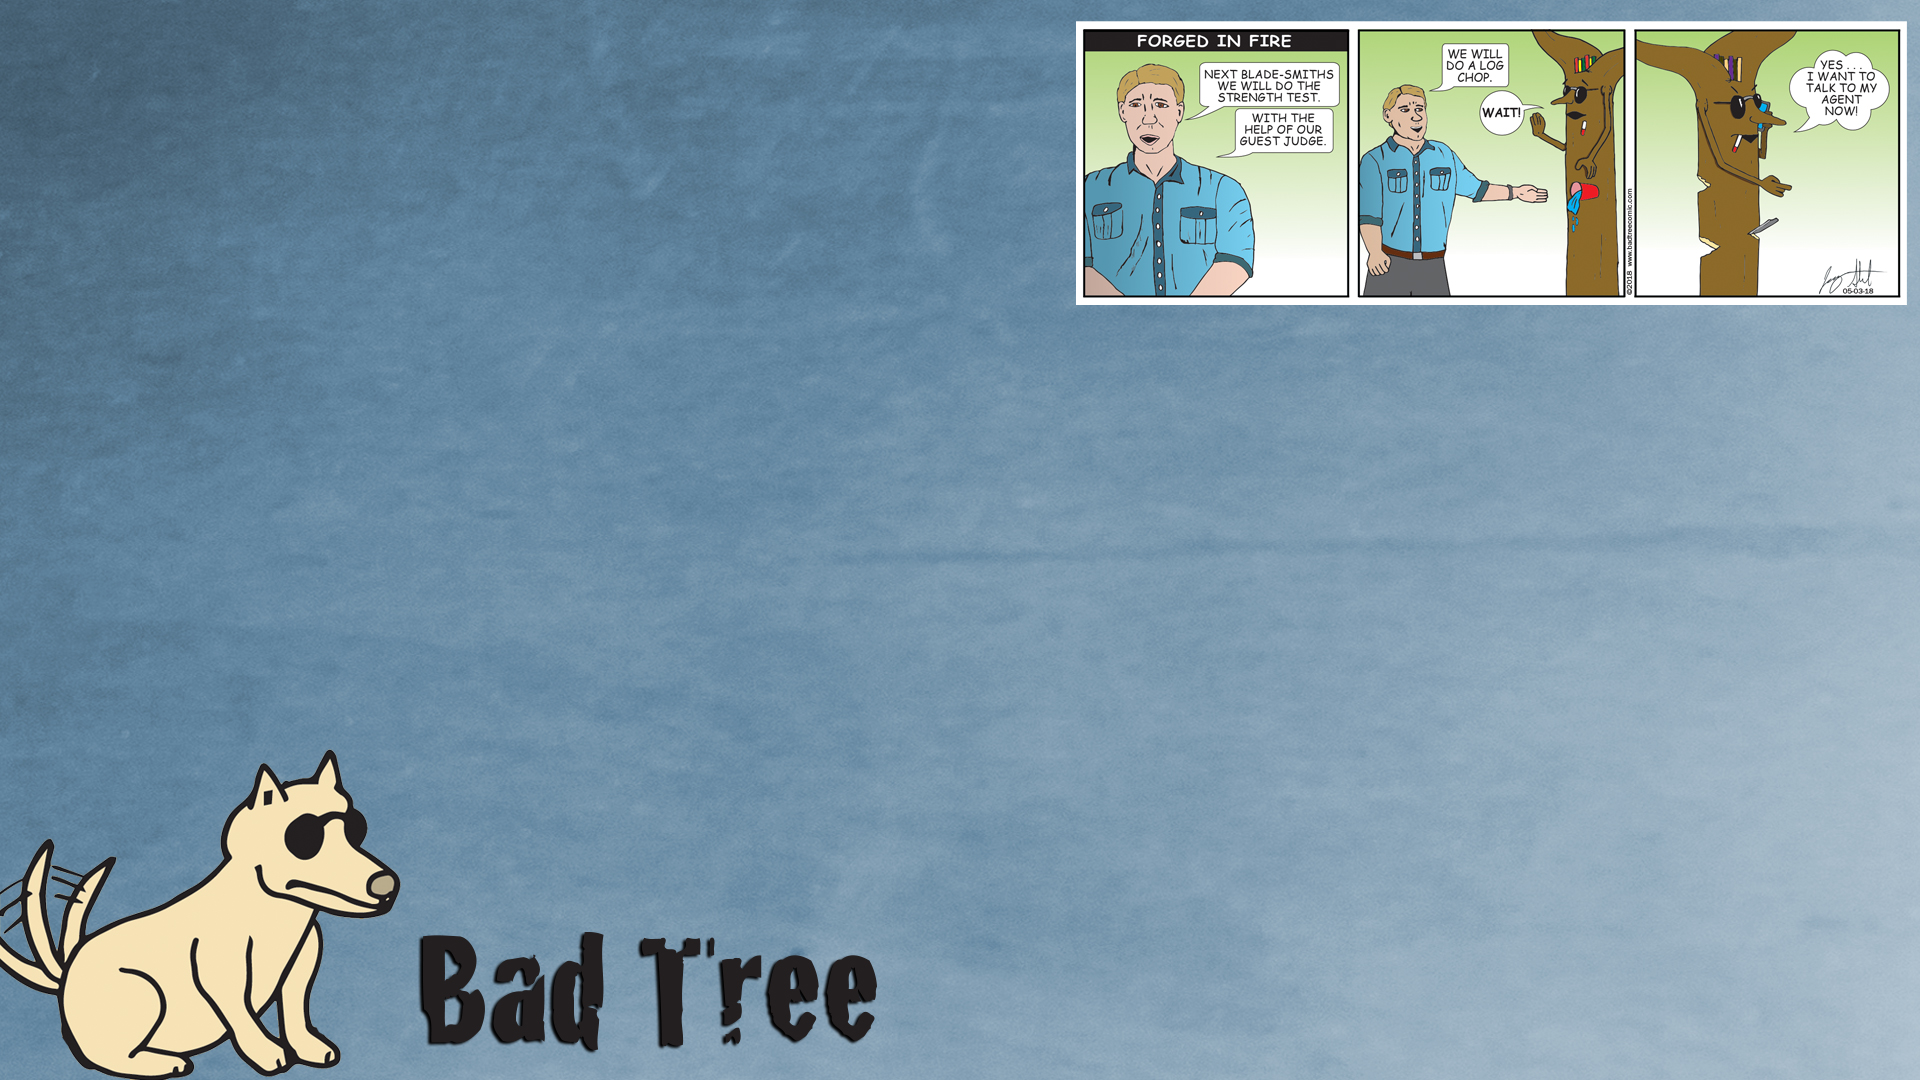 FORGED IN FIRE
NEXT BLADE-SMITHS
WE WILL DO THE
STRENGTH TEST.
WITH THE
HELP OF OUR
GUEST JUDGE.
WE WILL
DO A LOG
CHOP.
WAIT!
©2018 www.badtreecomic.com
YES . . .
I WANT TO
TALK TO MY
AGENT
NOW!
05-03-18
Bad Tree